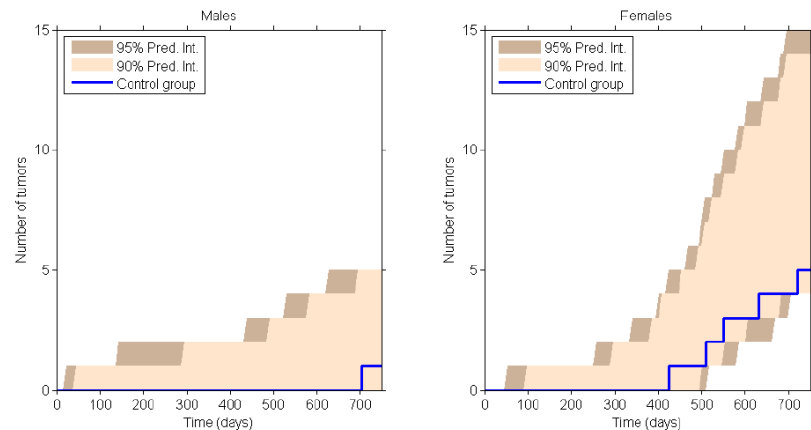 Males
15
95% Pred. Int.
90% Pred. Int.
Control group
10
5
0
Number of tumors
0 100 200 300 400 500 600 700
Time (days)
Females
15
95% Pred. Int.
90% Pred. Int.
Control group
10
5
0
Number of tumors
0 100 200 300 400 500 600 700
Time (days)